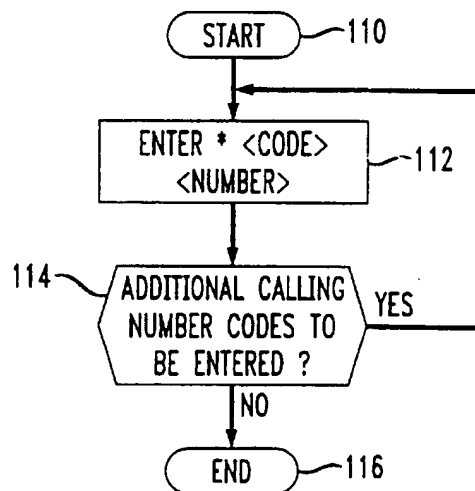 START
110
ENTER * <CODE>
<NUMBER>
112
114
ADDITIONAL CALLING
NUMBER CODES TO
BE ENTERED ?
YES
NO
END
116